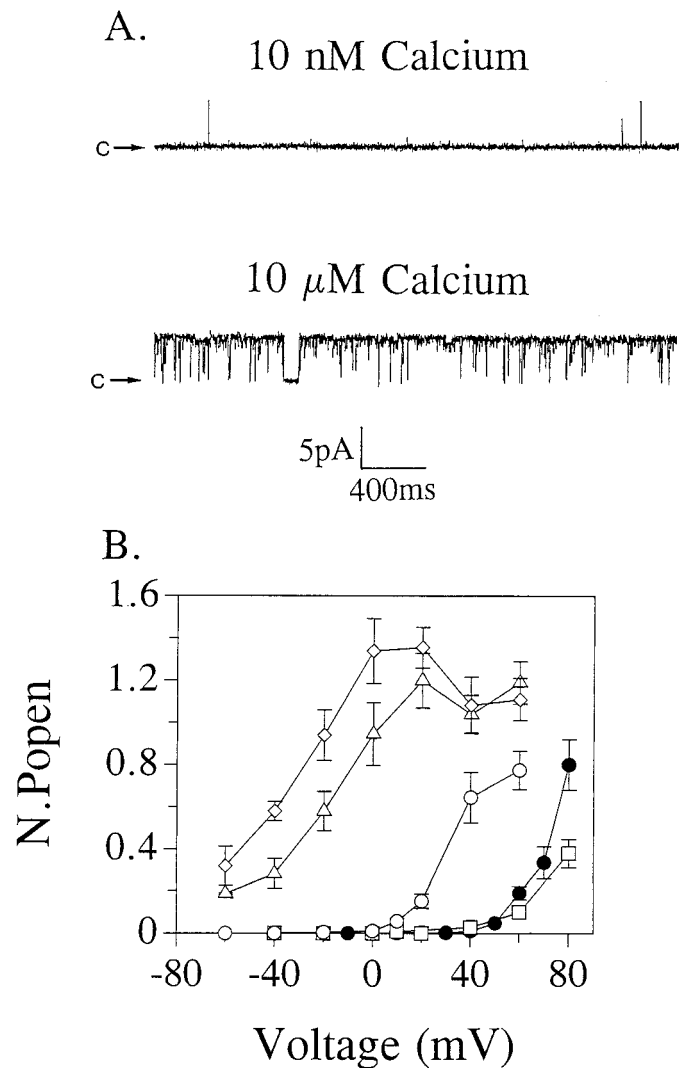 A.
10 nM Calcium
C
10 μM Calcium
C
5pA
400ms
B.
1.6
1.2
0.8
0.4
0
N.Popen
-80 -40 0 40 80
Voltage (mV)